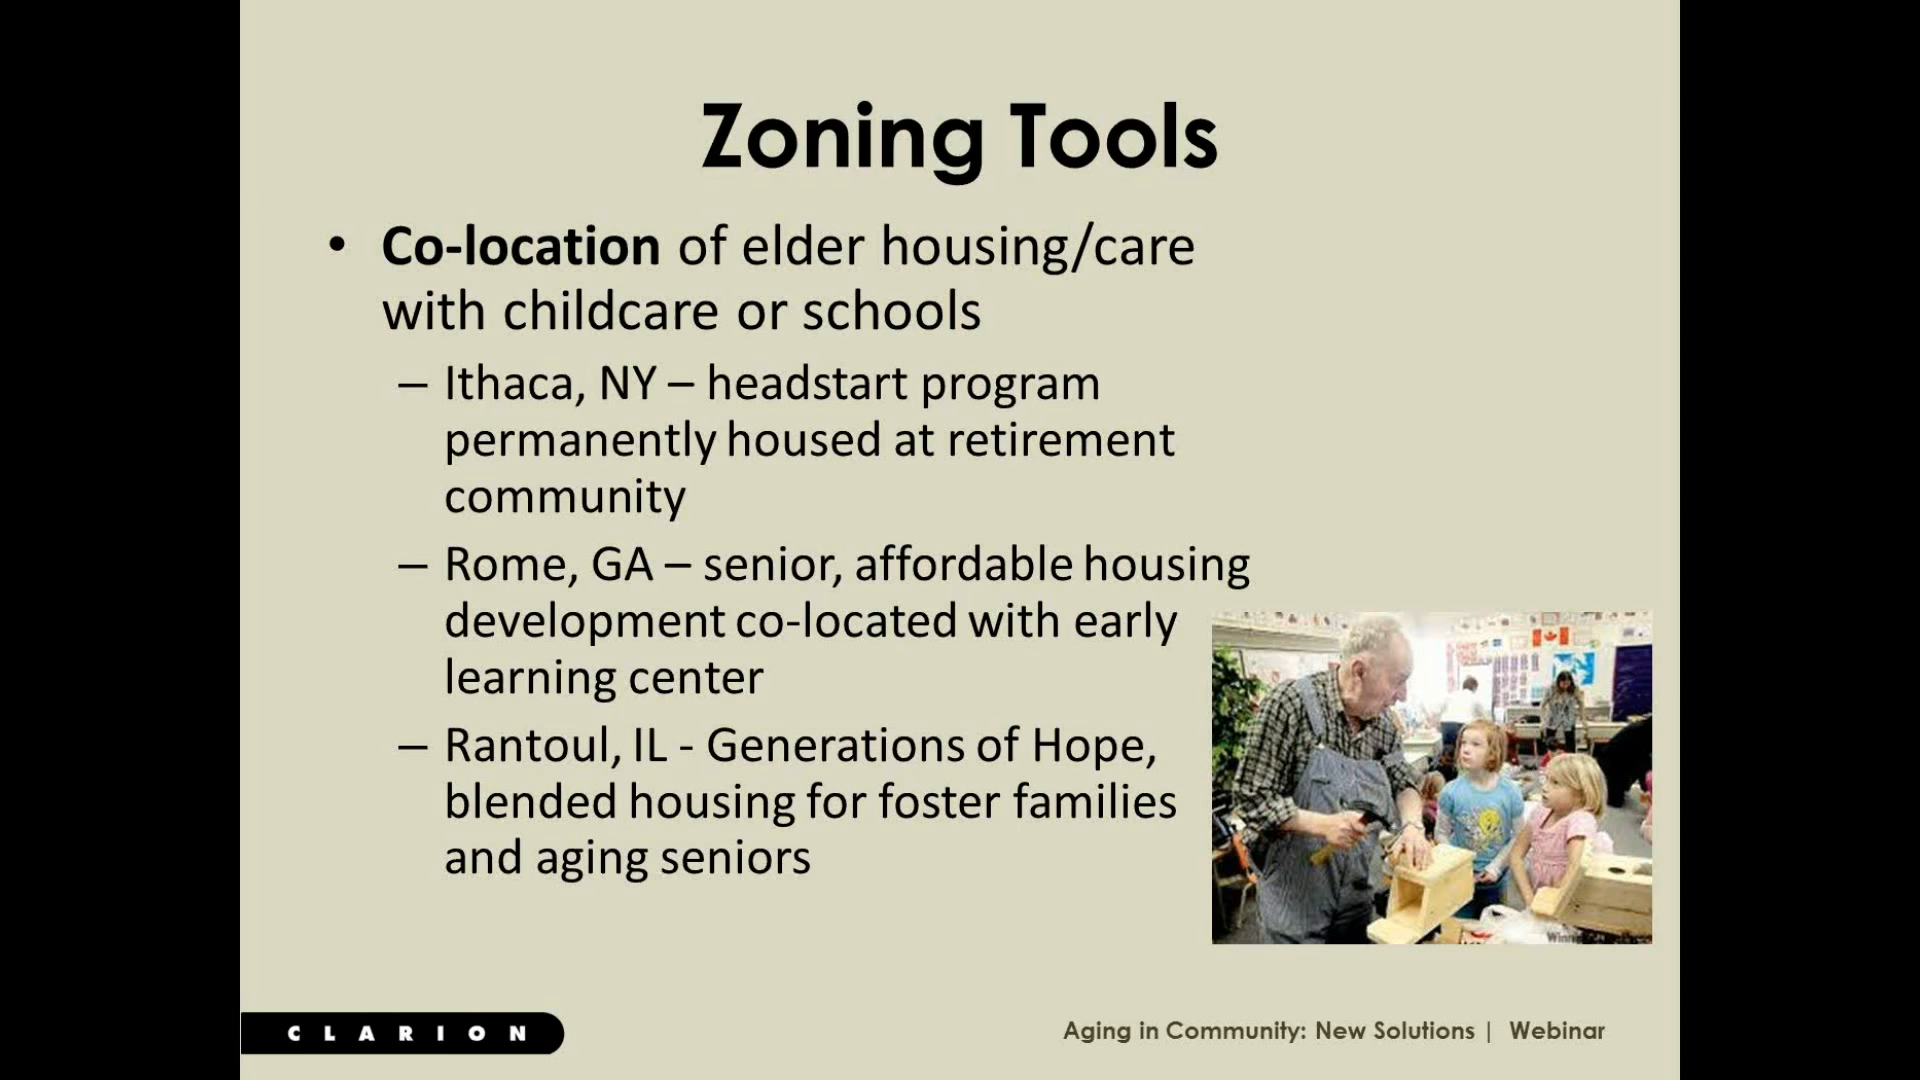 Zoning Tools
• Co-location of elder housing/care
with childcare or schools
– Ithaca, NY – headstart program
permanently housed at retirement
community
– Rome, GA – senior, affordable housing
development co-located with early
learning center
– Rantoul, IL - Generations of Hope,
blended housing for foster families
and aging seniors
CLARION
Aging in Community: New Solutions | Webinar